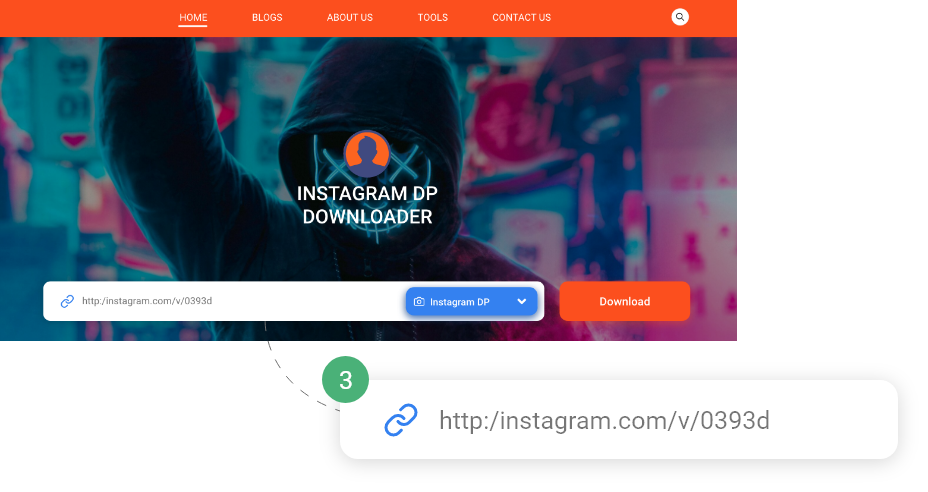 HOME BLOGS ABOUT US TOOLS CONTACT US
INSTAGRAM DP
DOWNLOADER
http:/instagram.com/v/0393d Instagram DP Download
3
http:/instagram.com/v/0393d